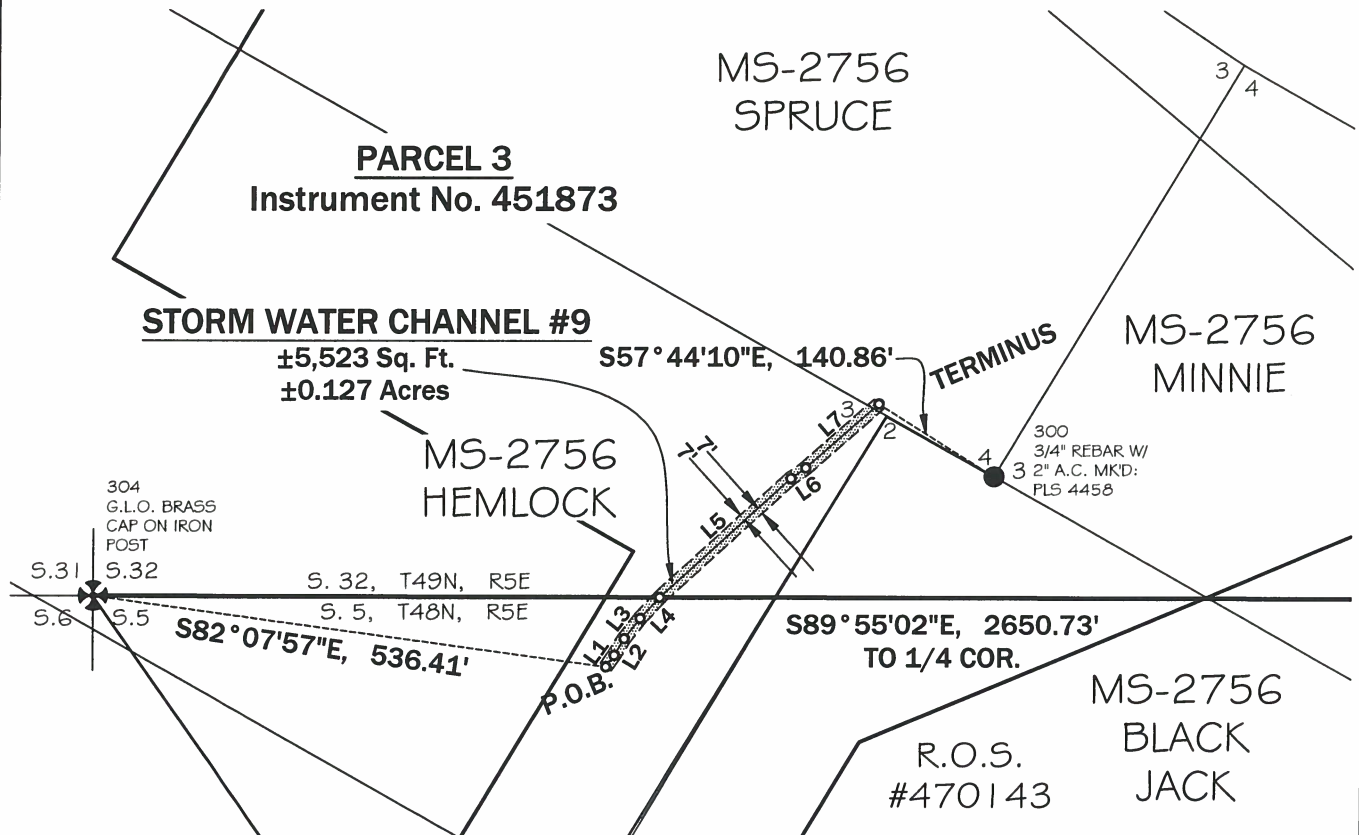 MS-2756
SPRUCE
3
4
PARCEL 3
Instrument No. 451873
STORM WATER CHANNEL #9
±5,523 Sq. Ft.
±0.127 Acres
S57°44'10"E, 140.86'
TERMINUS
MS-2756
MINNIE
MS-2756
HEMLOCK
7'
7'
L7
3
2
4
3
300
3/4" REBAR W/
2" A.C. MK'D:
PLS 4458
L6
L5
304
G.L.O. BRASS
CAP ON IRON
POST
S.31
S.32
S.6
S.5
S. 32, T49N, R5E
S. 5, T48N, R5E
S82°07'57"E, 536.41'
L1
L3
L2
L4
P.O.B.
S89°55'02"E, 2650.73'
TO 1/4 COR.
MS-2756
BLACK
JACK
R.O.S.
#470143